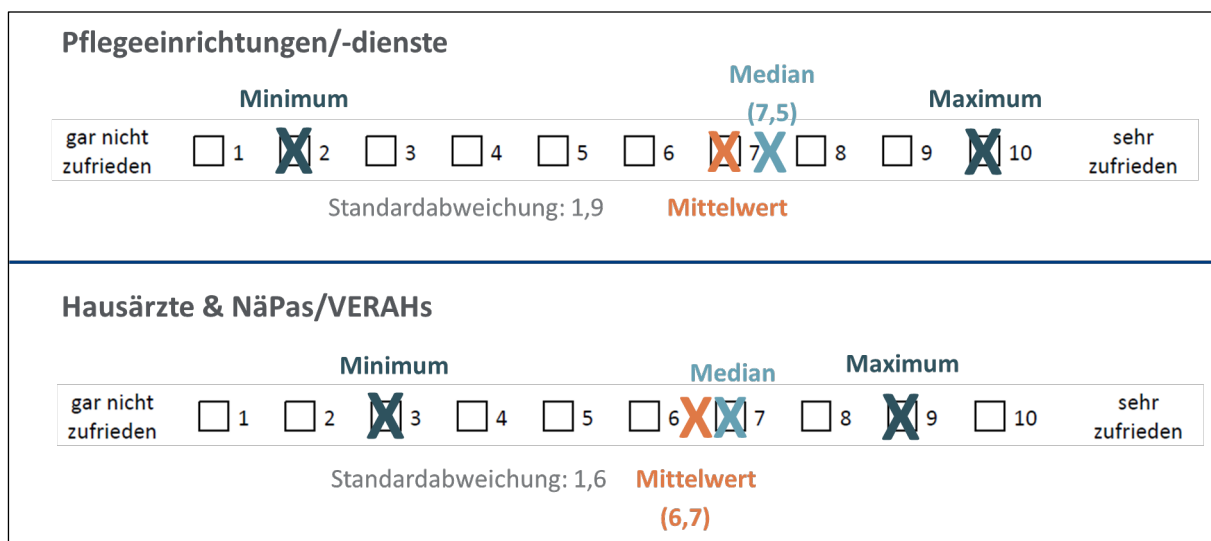 Pflegeeinrichtungen/-dienste
Median
Minimum (7,5) Maximum
gar nicht zufrieden 1 X 2 3 4 5 6 X 7 X 8 9 X 10 sehr zufrieden
Standardabweichung: 1,9 Mittelwert
Hausärzte & NäPas/VERAHs
Minimum Median Maximum
gar nicht zufrieden 1 2 X 3 4 5 6 X X 7 8 X 9 10 sehr zufrieden
Standardabweichung: 1,6 Mittelwert
(6,7)